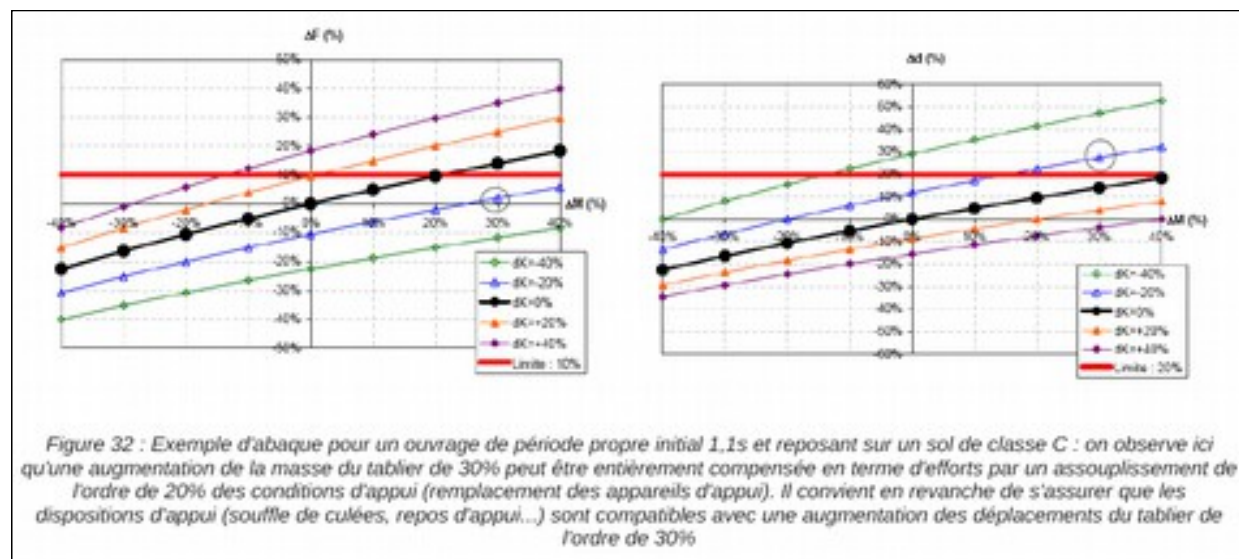 ΔF (%)
50%
40%
30%
20%
10%
0%
-40% -30% -20% -10% 0% 10% 20% 30% 40%
ΔM (%)
-10%
-20%
-30%
-40%
-50%
dK=-40%
dK=-20%
dK=0%
dK=+20%
dK=+40%
Limite : 10%
Δd (%)
60%
50%
40%
30%
20%
10%
0%
-40% -30% -20% -10% 0% 10% 20% 30% 40%
ΔM (%)
-10%
-20%
-30%
-40%
-50%
-60%
dK=-40%
dK=-20%
dK=0%
dK=+20%
dK=+40%
Limite : 20%
Figure 32 : Exemple d'abaque pour un ouvrage de période propre initial 1,1s et reposant sur un sol de classe C : on observe ici
qu'une augmentation de la masse du tablier de 30% peut être entièrement compensée en terme d'efforts par un assouplissement de
l'ordre de 20% des conditions d'appui (remplacement des appareils d'appui). Il convient en revanche de s'assurer que les
dispositions d'appui (souffle de culées, repos d'appui...) sont compatibles avec une augmentation des déplacements du tablier de
l'ordre de 30%